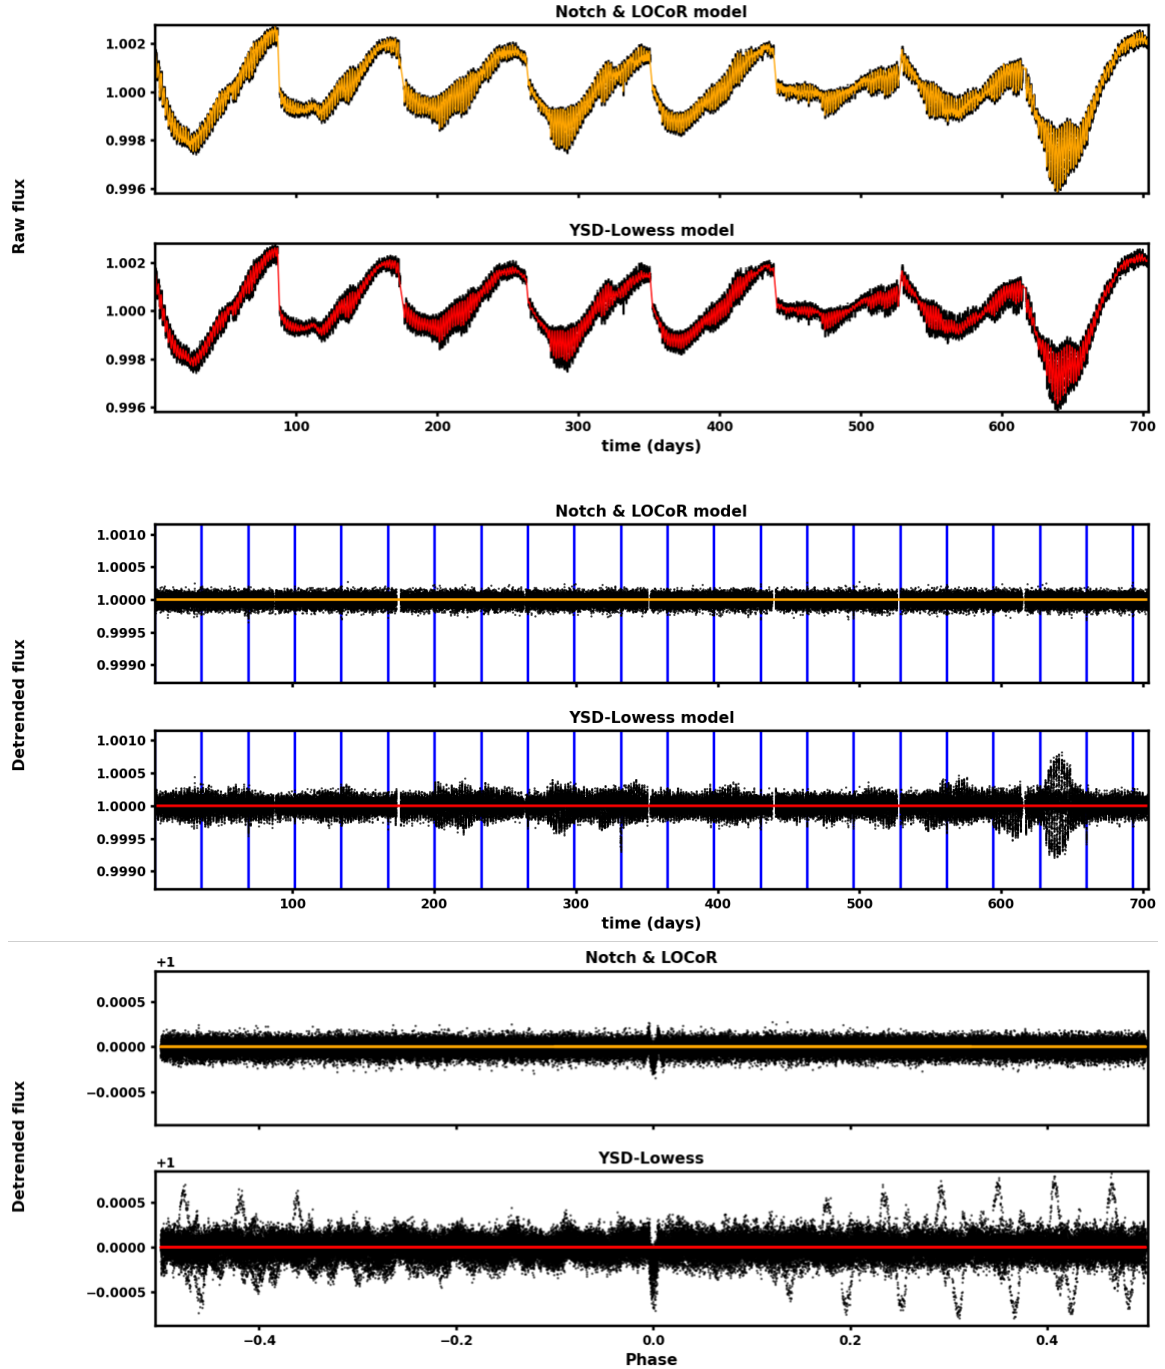 Notch & LOCoR model
1.002
1.000
0.998
0.996
Raw flux
YSD-Lowess model
1.002
1.000
0.998
0.996
100 200 300 400 500 600 700
time (days)
Notch & LOCoR model
1.0010
1.0005
1.0000
0.9995
0.9990
Detrended flux
YSD-Lowess model
1.0010
1.0005
1.0000
0.9995
0.9990
100 200 300 400 500 600 700
time (days)
+1
Notch & LOCoR
0.0005
0.0000
−0.0005
Detrended flux
+1
YSD-Lowess
0.0005
0.0000
−0.0005
−0.4 −0.2 0.0 0.2 0.4
Phase